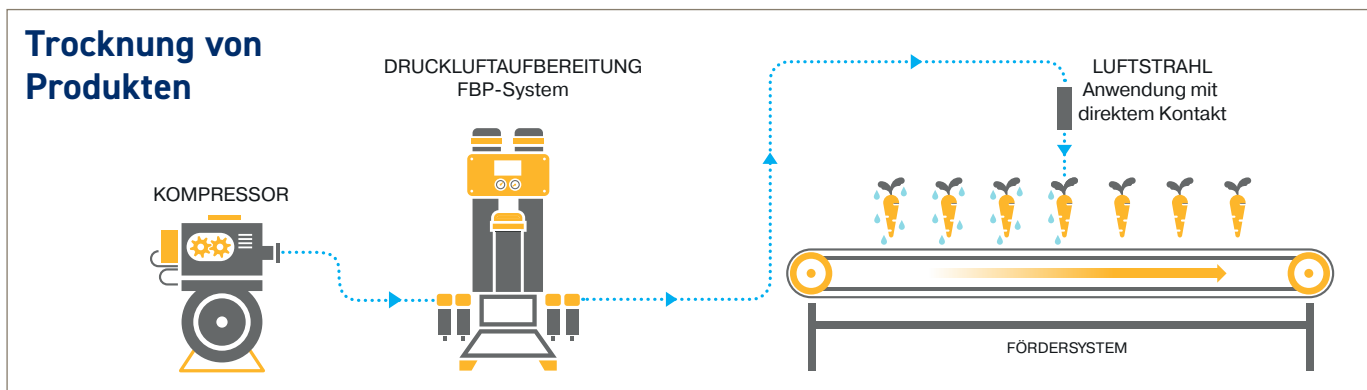 Trocknung von
Produkten
DRUCKLUFTAUFBEREITUNG
FBP-System
LUFTSTRAHL
Anwendung mit
direktem Kontakt
KOMPRESSOR
FÖRDERSYSTEM